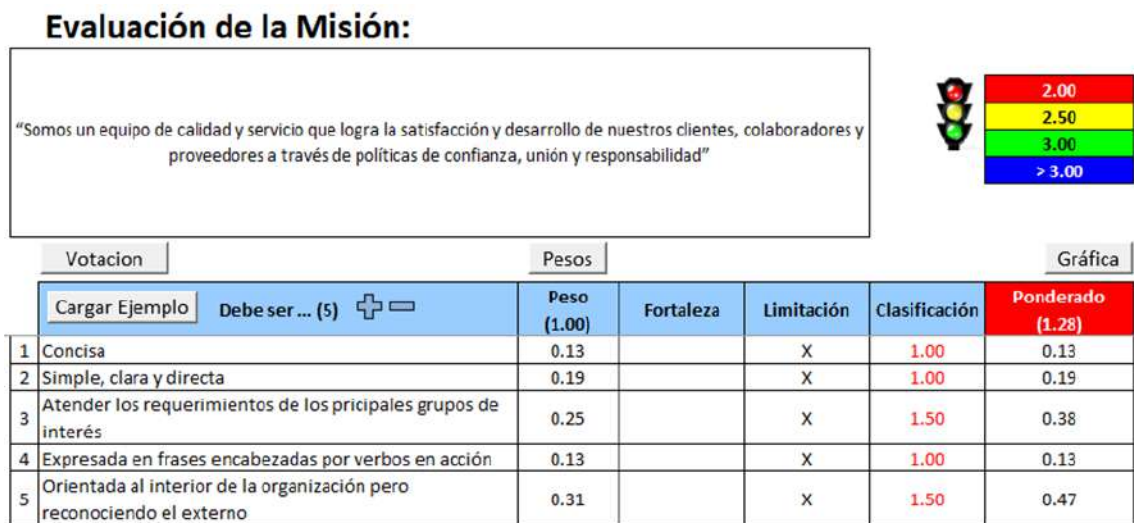 Evaluación de la Misión:
“Somos un equipo de calidad y servicio que logra la satisfacción y desarrollo de nuestros clientes, colaboradores y
proveedores a través de políticas de confianza, unión y responsabilidad”
2.00
2.50
3.00
> 3.00
Votacion
Pesos
Gráfica
Cargar Ejemplo Debe ser ... (5) Peso (1.00) Fortaleza Limitación Clasificación Ponderado (1.28)
1 Concisa 0.13 X 1.00 0.13
2 Simple, clara y directa 0.19 X 1.00 0.19
3 Atender los requerimientos de los pricipales grupos de
interés 0.25 X 1.50 0.38
4 Expresada en frases encabezadas por verbos en acción 0.13 X 1.00 0.13
5 Orientada al interior de la organización pero
reconociendo el externo 0.31 X 1.50 0.47